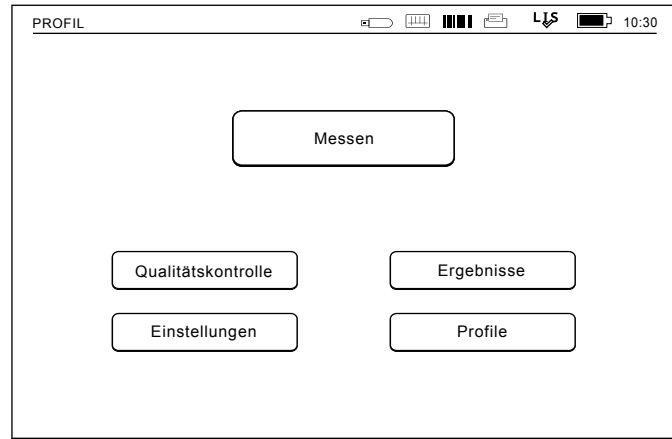 PROFIL LIS 10:30
Messen
Qualitätskontrolle Ergebnisse
Einstellungen Profile